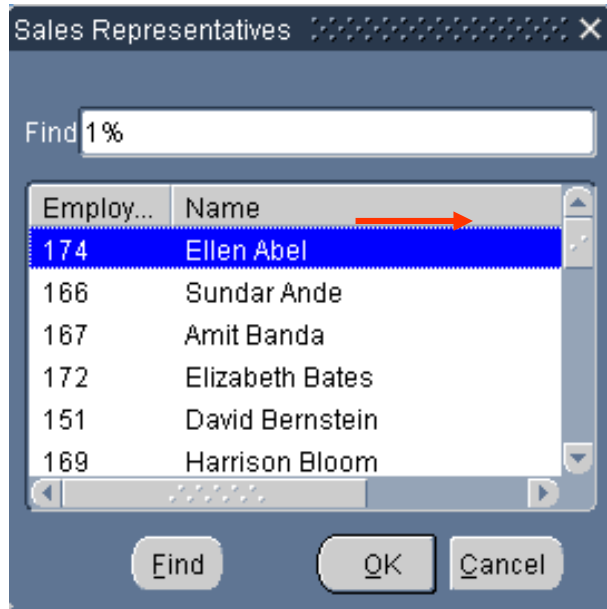 Sales Representatives
Find 1%
Employ... Name
174 Ellen Abel
166 Sundar Ande
167 Amit Banda
172 Elizabeth Bates
151 David Bernstein
169 Harrison Bloom
Find OK Cancel